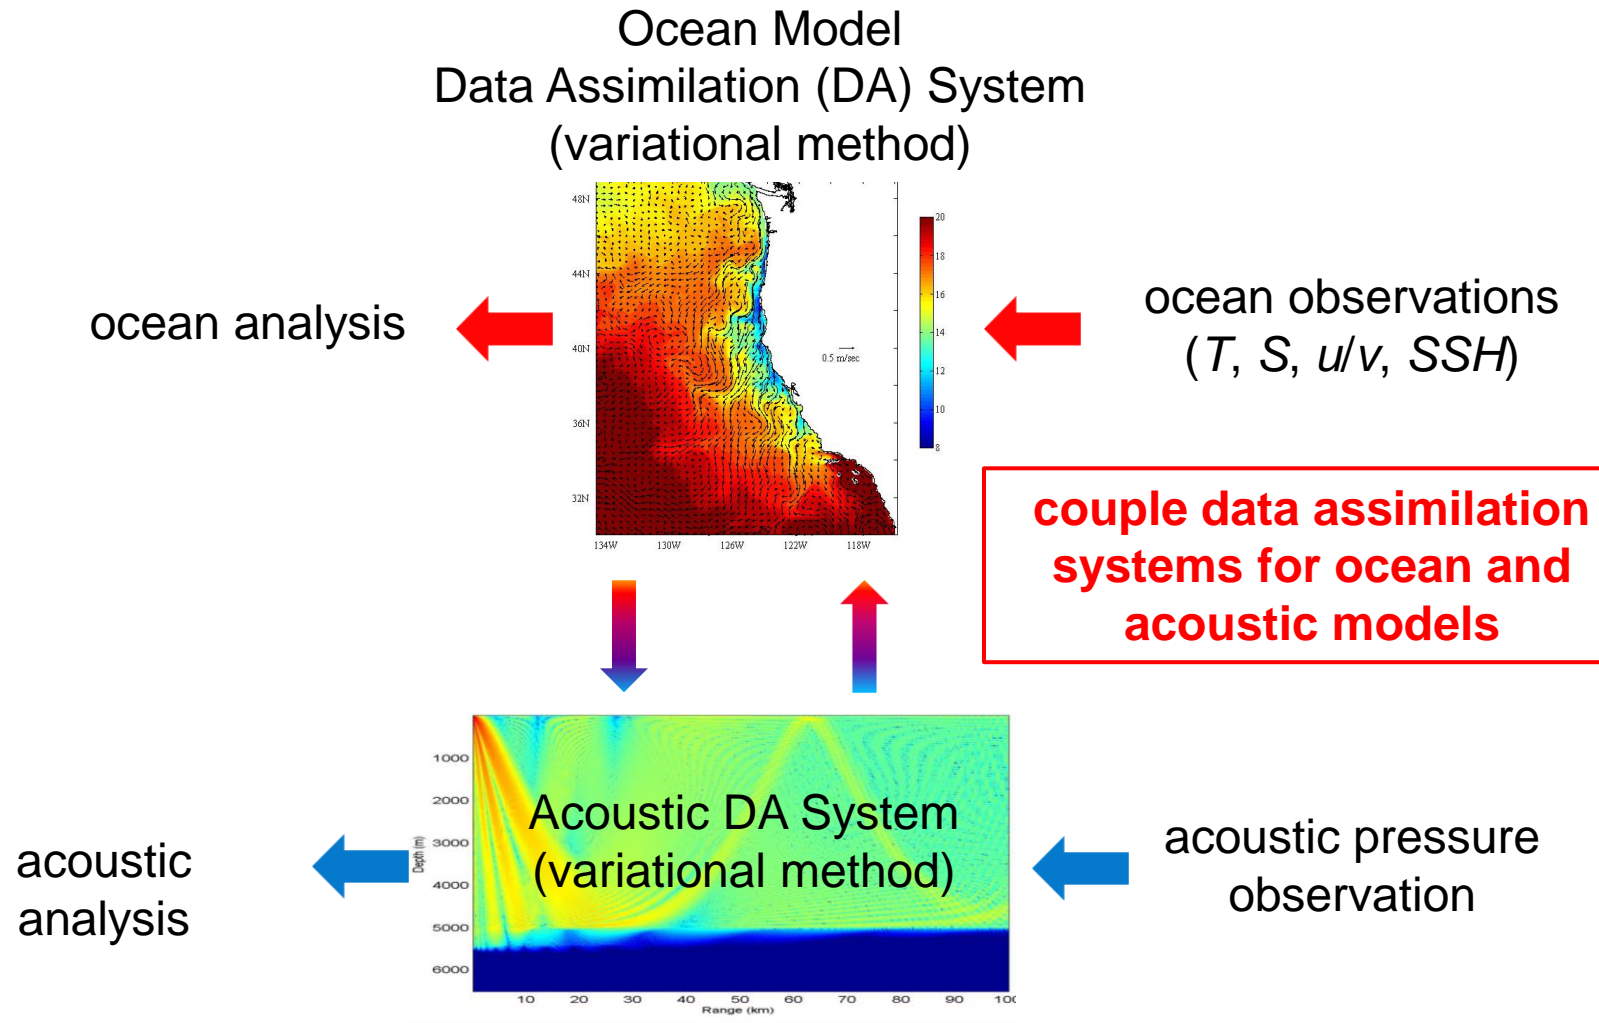 Ocean Model
Data Assimilation (DA) System
(variational method)
48N
44N
40N
36N
32N
134W 130W 126W 122W 118W
0.5 m/sec
20
18
16
14
12
10
8
ocean analysis
ocean observations
(T, S, u/v, SSH)
couple data assimilation
systems for ocean and
acoustic models
Acoustic DA System
(variational method)
Depth (m)
1000
2000
3000
4000
5000
6000
10 20 30 40 50 60 70 80 90 100
Range (km)
acoustic
analysis
acoustic pressure
observation